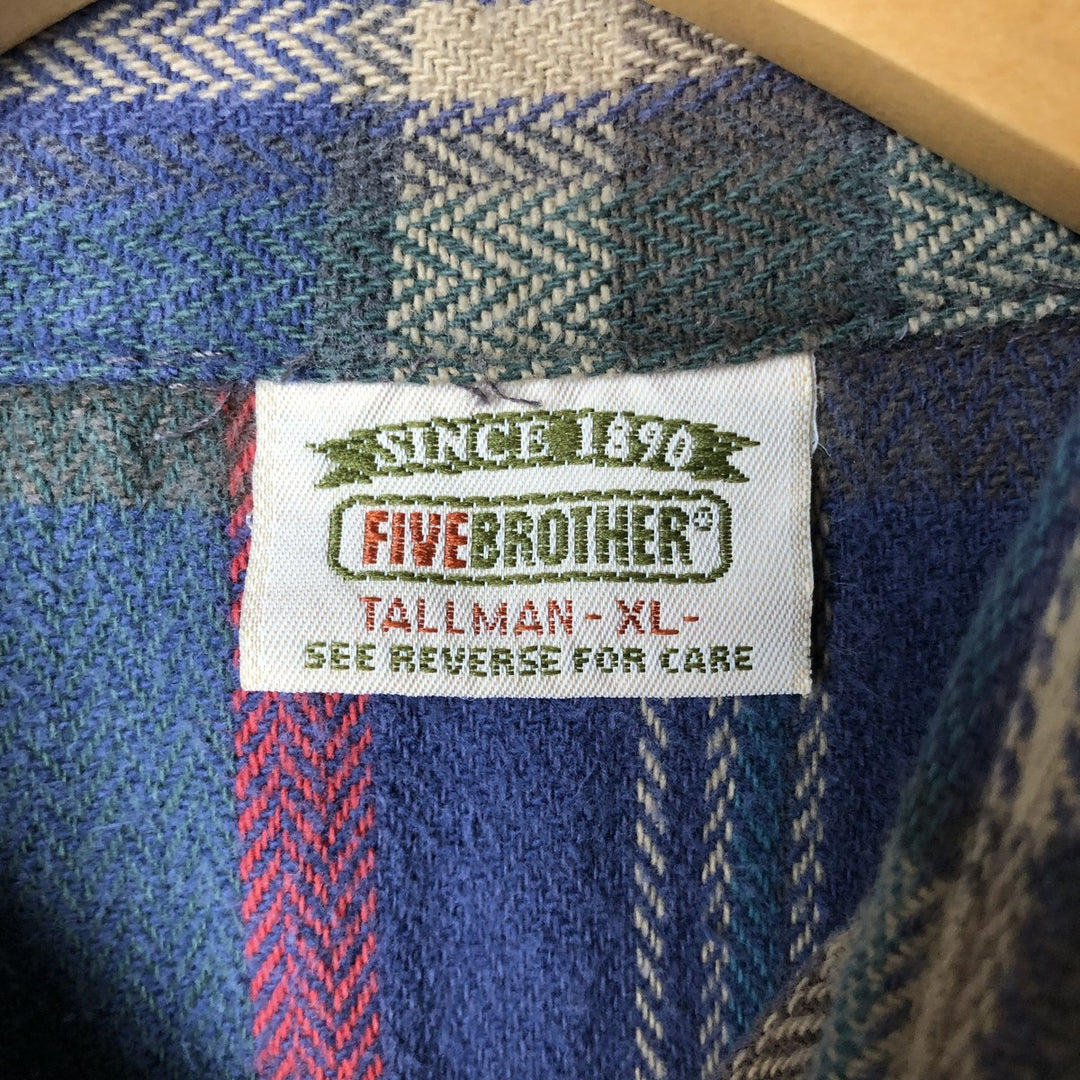 SINCE 1890
FIVEBROTHER®
TALLMAN - XL-
SEE REVERSE FOR CARE